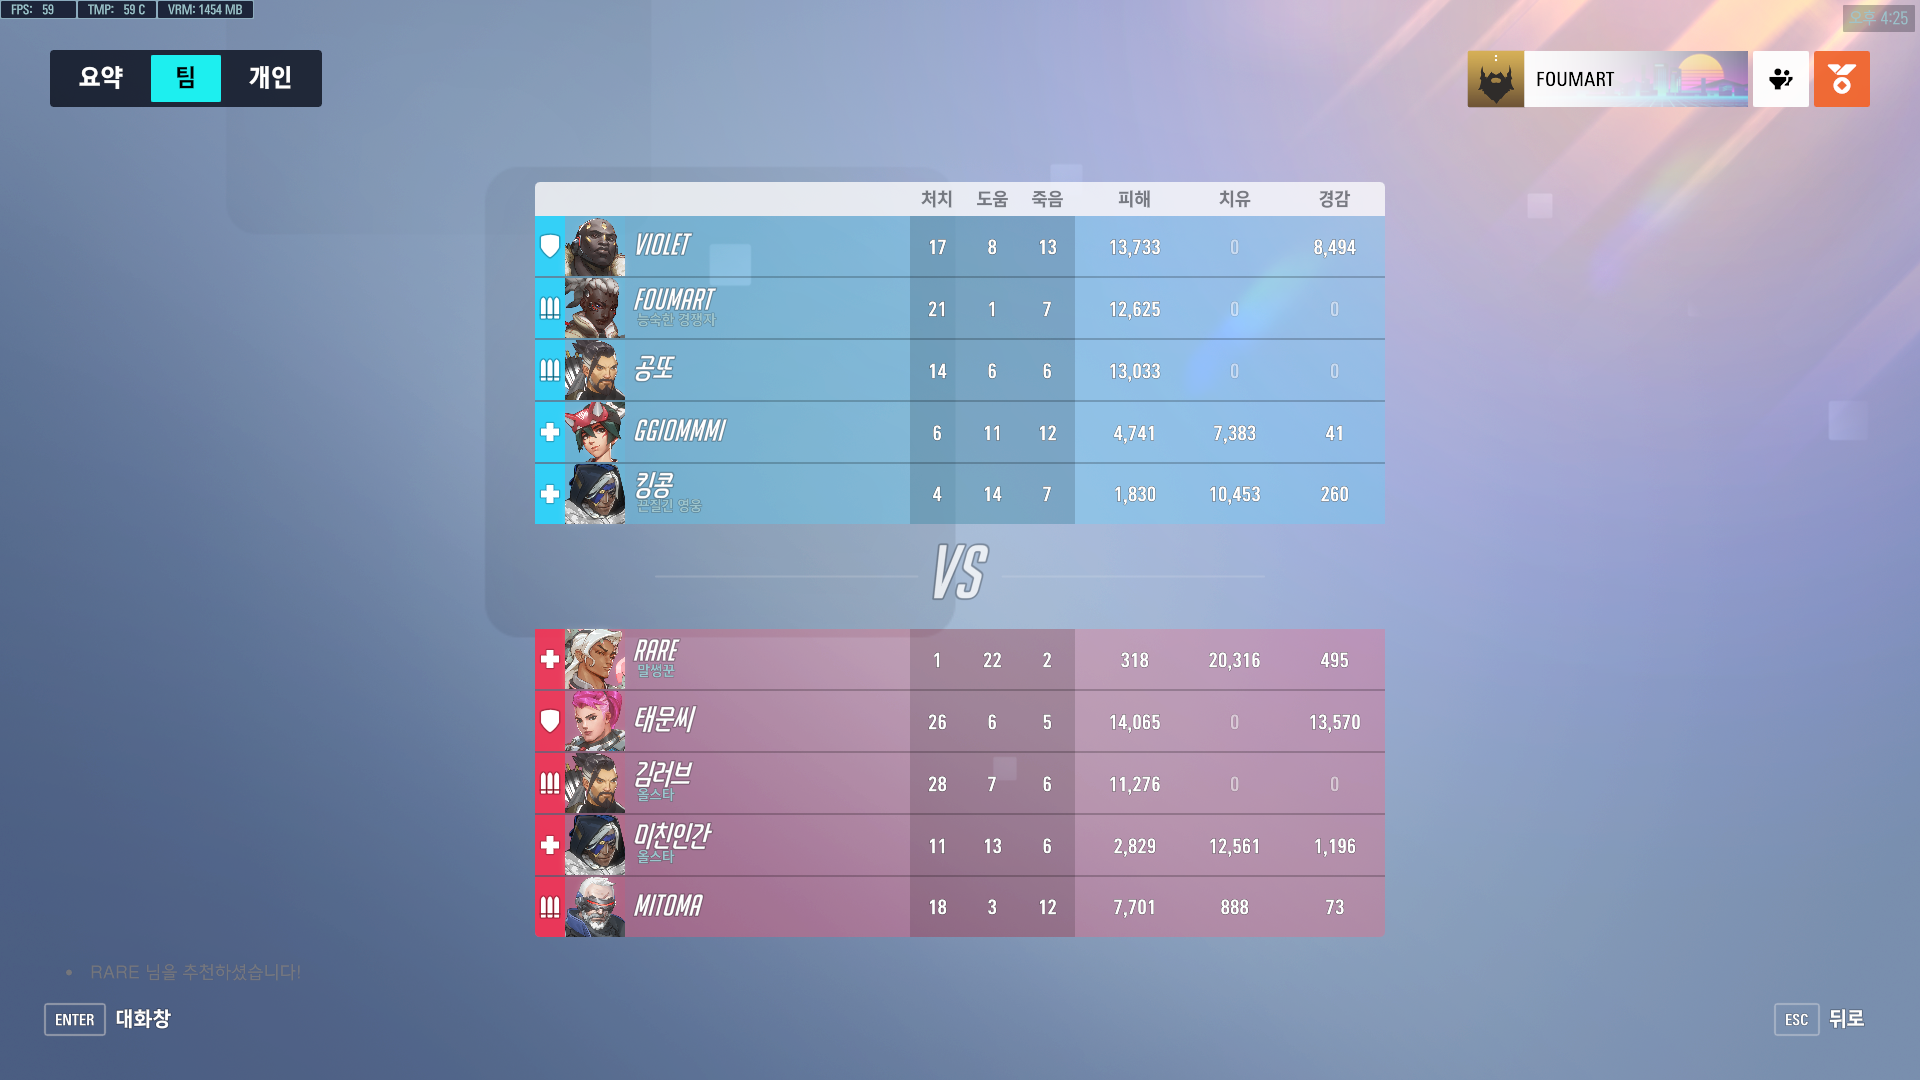 FPS: 59 TMP: 59 C VRM: 1454 MB
오후 4:25
요약 팀 개인
FOUMART
처치 도움 죽음 피해 치유 경감
VIOLET 17 8 13 13,733 0 8,494
FOUMART 21 1 7 12,625 0 0
능숙한 경쟁자
공또 14 6 6 13,033 0 0
GGIOMMMI 6 11 12 4,741 7,383 41
킹콩 4 14 7 1,830 10,453 260
끈질긴 영웅
VS
RARE 1 22 2 318 20,316 495
말썽꾼
태문씨 26 6 5 14,065 0 13,570
김러브 28 7 6 11,276 0 0
올스타
미친인간 11 13 6 2,829 12,561 1,196
올스타
MITOMA 18 3 12 7,701 888 73
• RARE 님을 추천하셨습니다!
ENTER 대화창
ESC 뒤로